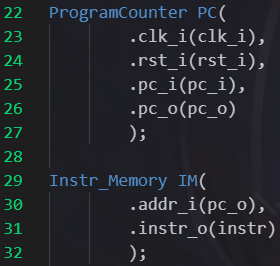 22 ProgramCounter PC(
23 .clk_i(clk_i),
24 .rst_i(rst_i),
25 .pc_i(pc_i),
26 .pc_o(pc_o)
27 );
28
29 Instr_Memory IM(
30 .addr_i(pc_o),
31 .instr_o(instr)
32 );